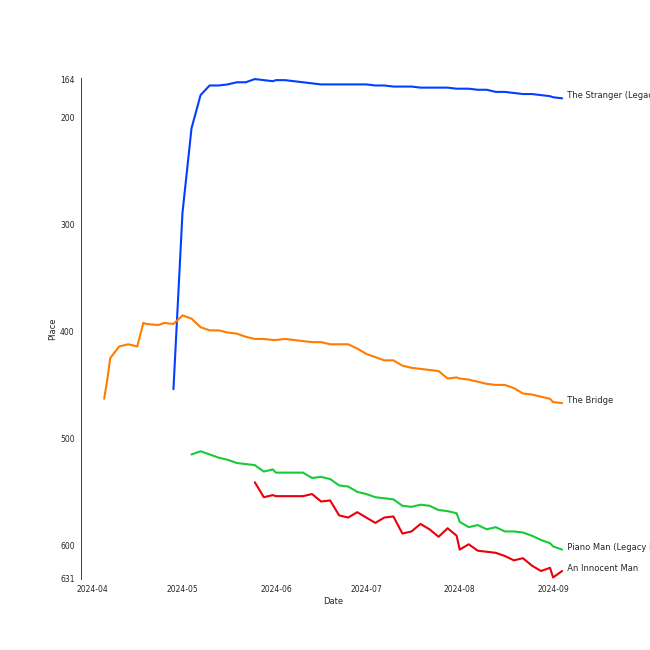 164
200
300
400
500
600
631
Place
2024-04
2024-05
2024-06
2024-07
2024-08
2024-09
Date
The Stranger (Legac
The Bridge
Piano Man (Legacy
An Innocent Man